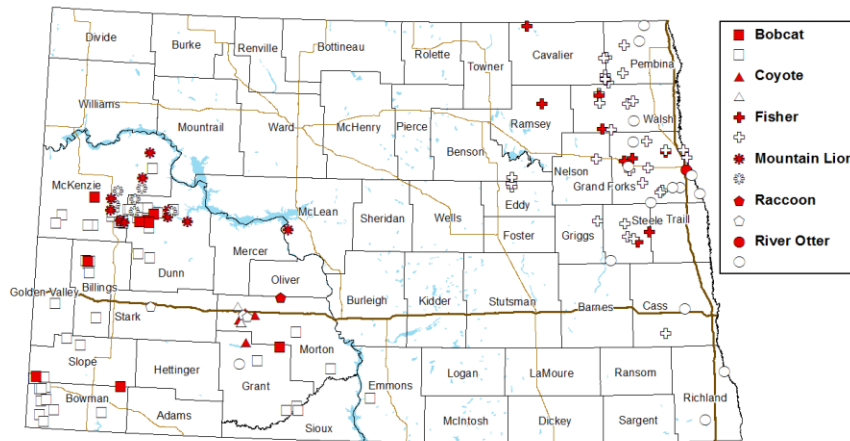 Divide
Burke
Renville
Bottineau
Rolette
Towner
Cavalier
Pembina
Williams
Mountrail
Ward
McHenry
Pierce
Ramsey
Walsh
Benson
Nelson
Grand Forks
McKenzie
McLean
Sheridan
Wells
Eddy
Foster
Griggs
Steele
Traill
Dunn
Mercer
Oliver
Golden Valley
Billings
Stark
Burleigh
Kidder
Stutsman
Barnes
Cass
Slope
Hettinger
Morton
Grant
Bowman
Adams
Sioux
Emmons
Logan
LaMoure
Ransom
Richland
McIntosh
Dickey
Sargent
Bobcat
Coyote
Fisher
Mountain Lion
Raccoon
River Otter